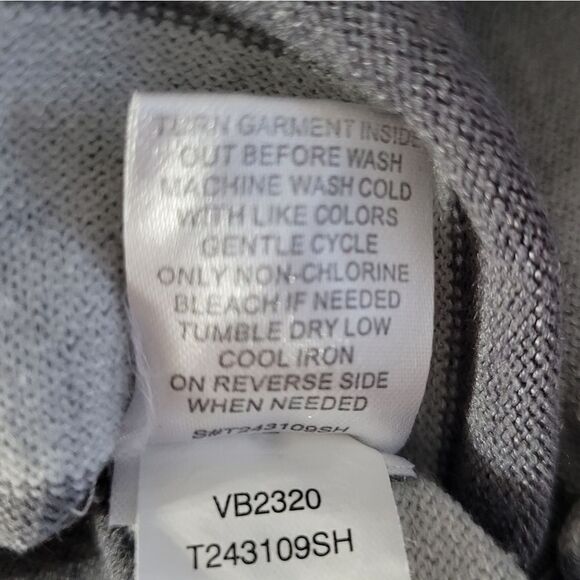 TURN GARMENT INSIDE
OUT BEFORE WASH
MACHINE WASH COLD
WITH LIKE COLORS
GENTLE CYCLE
ONLY NON-CHLORINE
BLEACH IF NEEDED
TUMBLE DRY LOW
COOL IRON
ON REVERSE SIDE
WHEN NEEDED
S#T243109SH
VB2320
T243109SH